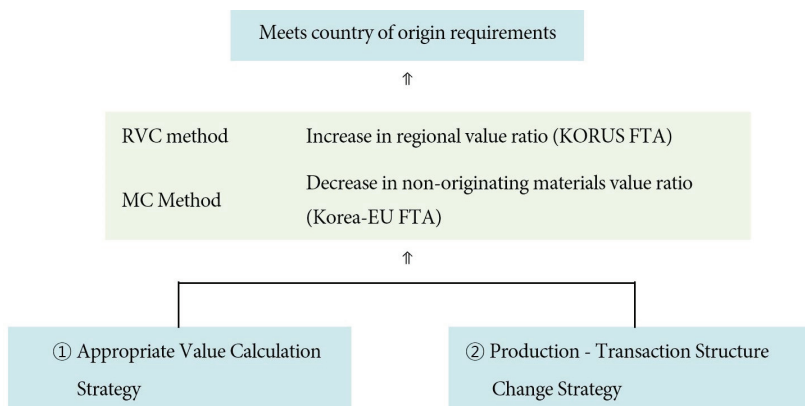 Meets country of origin requirements
⇑
RVC method Increase in regional value ratio (KORUS FTA)
MC Method Decrease in non-originating materials value ratio
(Korea-EU FTA)
⇑
① Appropriate Value Calculation
Strategy
② Production - Transaction Structure
Change Strategy